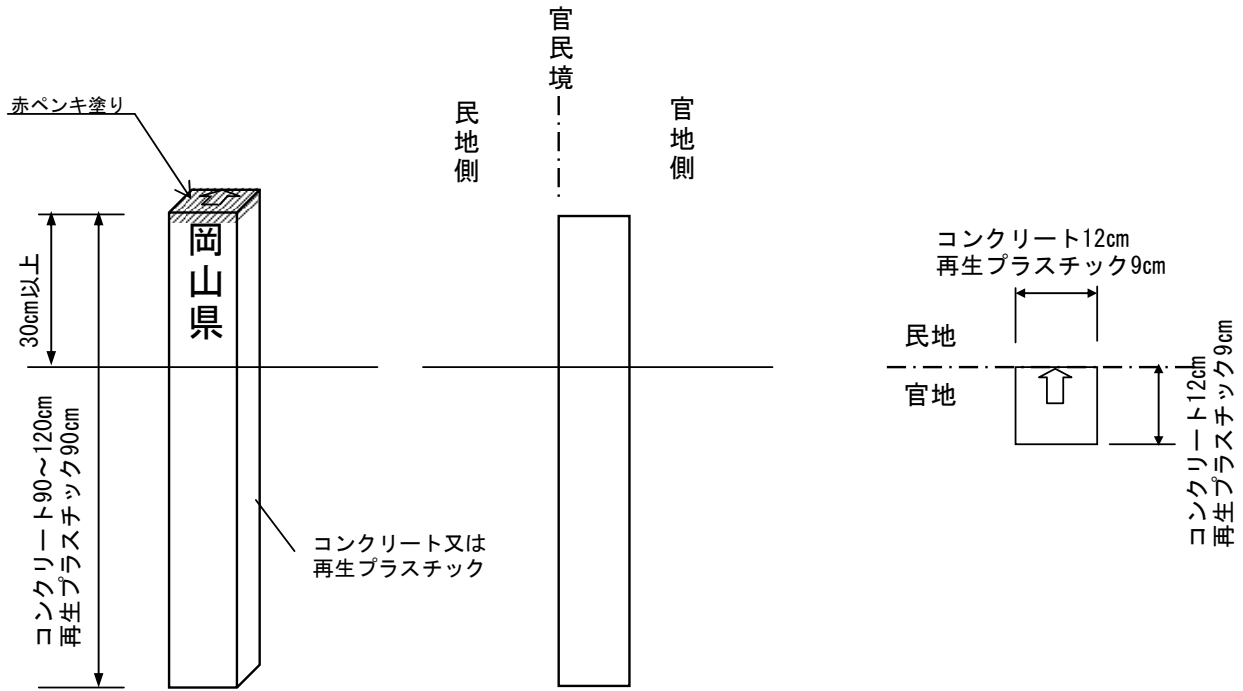 赤ペンキ塗り
岡山県
30cm以上
コンクリート90～120cm
再生プラスチック90cm
コンクリート又は
再生プラスチック
官民境
民地側
官地側
コンクリート12cm
再生プラスチック9cm
民地
官地
コンクリート12cm
再生プラスチック9cm